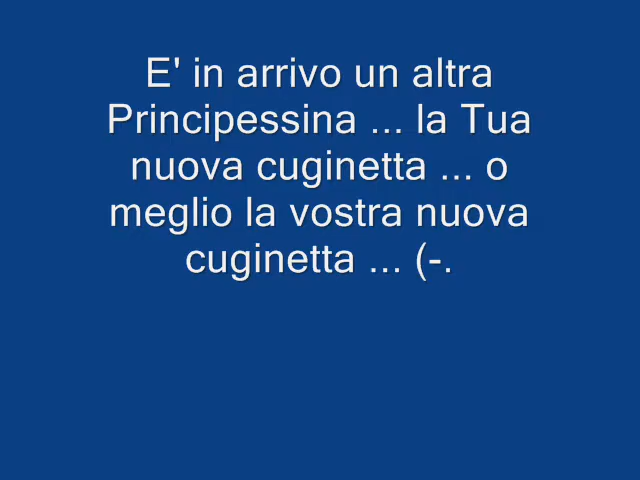 E' in arrivo un altra
Principessina ... la Tua
nuova cuginetta ... o
meglio la vostra nuova
cuginetta ... (-.